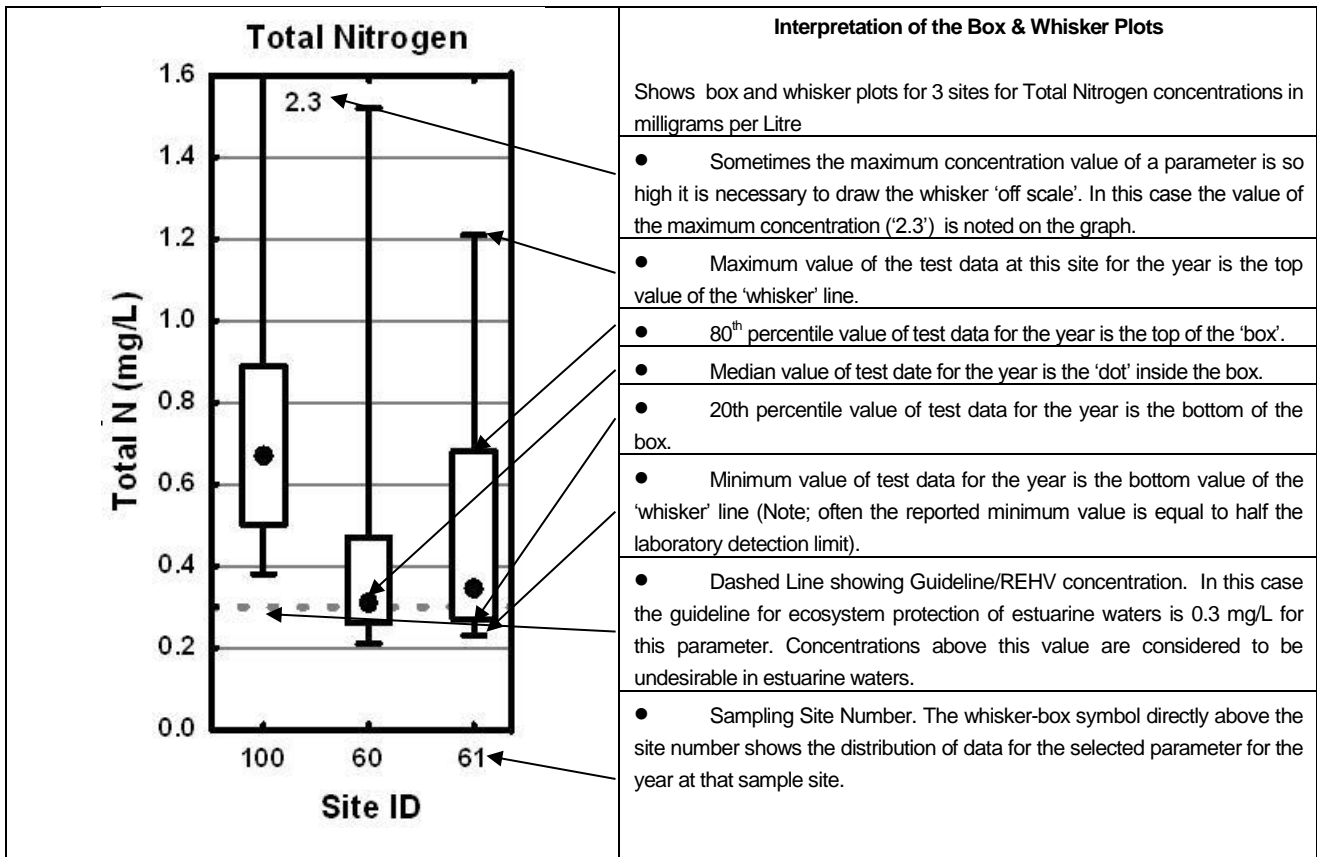 Total Nitrogen
1.6
1.4
1.2
1.0
0.8
0.6
0.4
0.2
0.0
2.3
Total N (mg/L)
100 60 61
Site ID
Interpretation of the Box & Whisker Plots
Shows box and whisker plots for 3 sites for Total Nitrogen concentrations in
milligrams per Litre
● Sometimes the maximum concentration value of a parameter is so
high it is necessary to draw the whisker ‘off scale’. In this case the value of
the maximum concentration (‘2.3’) is noted on the graph.
● Maximum value of the test data at this site for the year is the top
value of the ‘whisker’ line.
● 80th percentile value of test data for the year is the top of the ‘box’.
● Median value of test date for the year is the ‘dot’ inside the box.
● 20th percentile value of test data for the year is the bottom of the
box.
● Minimum value of test data for the year is the bottom value of the
‘whisker’ line (Note; often the reported minimum value is equal to half the
laboratory detection limit).
● Dashed Line showing Guideline/REHV concentration. In this case
the guideline for ecosystem protection of estuarine waters is 0.3 mg/L for
this parameter. Concentrations above this value are considered to be
undesirable in estuarine waters.
● Sampling Site Number. The whisker-box symbol directly above the
site number shows the distribution of data for the selected parameter for the
year at that sample site.